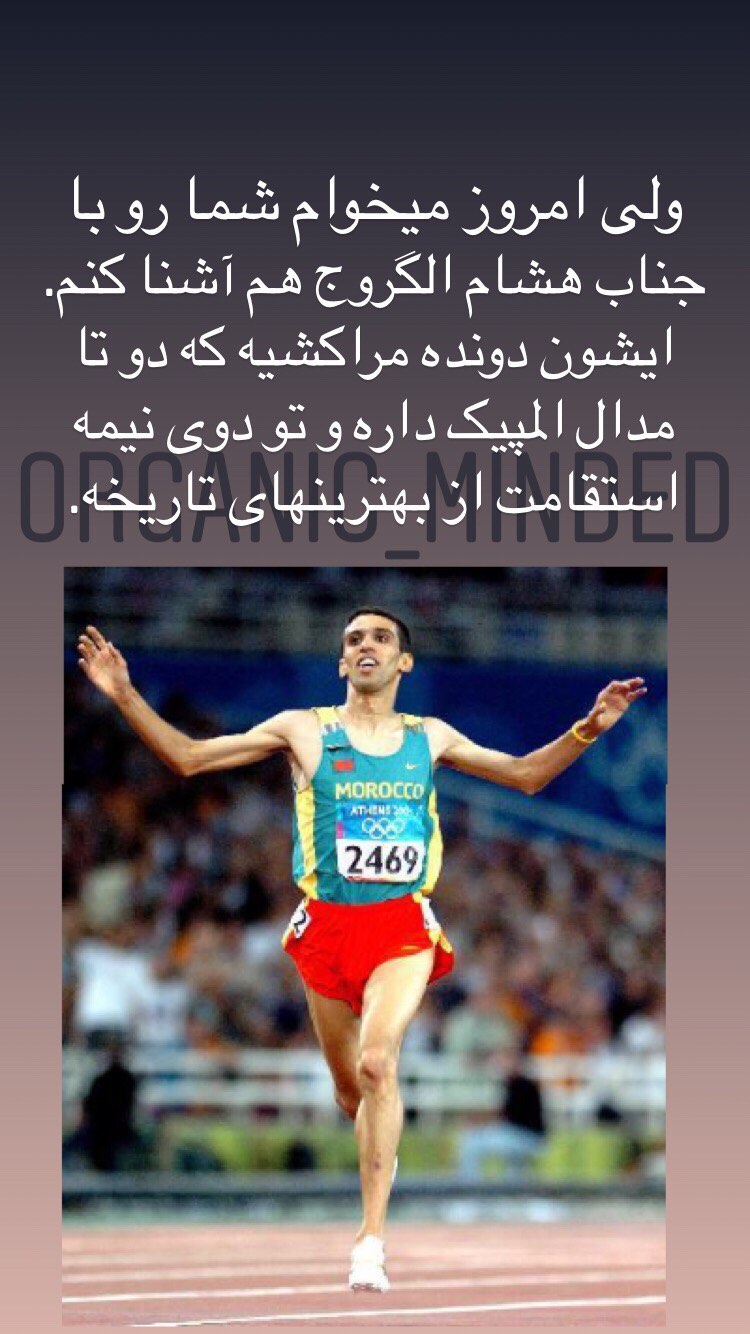 ولی امروز میخوام شما رو با
جناب هشام الگروج هم آشنا کنم.
ایشون دونده مراکشیه که دو تا
مدال المپیک داره و تو دوی نیمه
استقامت از بهترینهای تاریخه.
ORGANIC_MINDED
MOROCCO
ATHENS 2004
2469
2